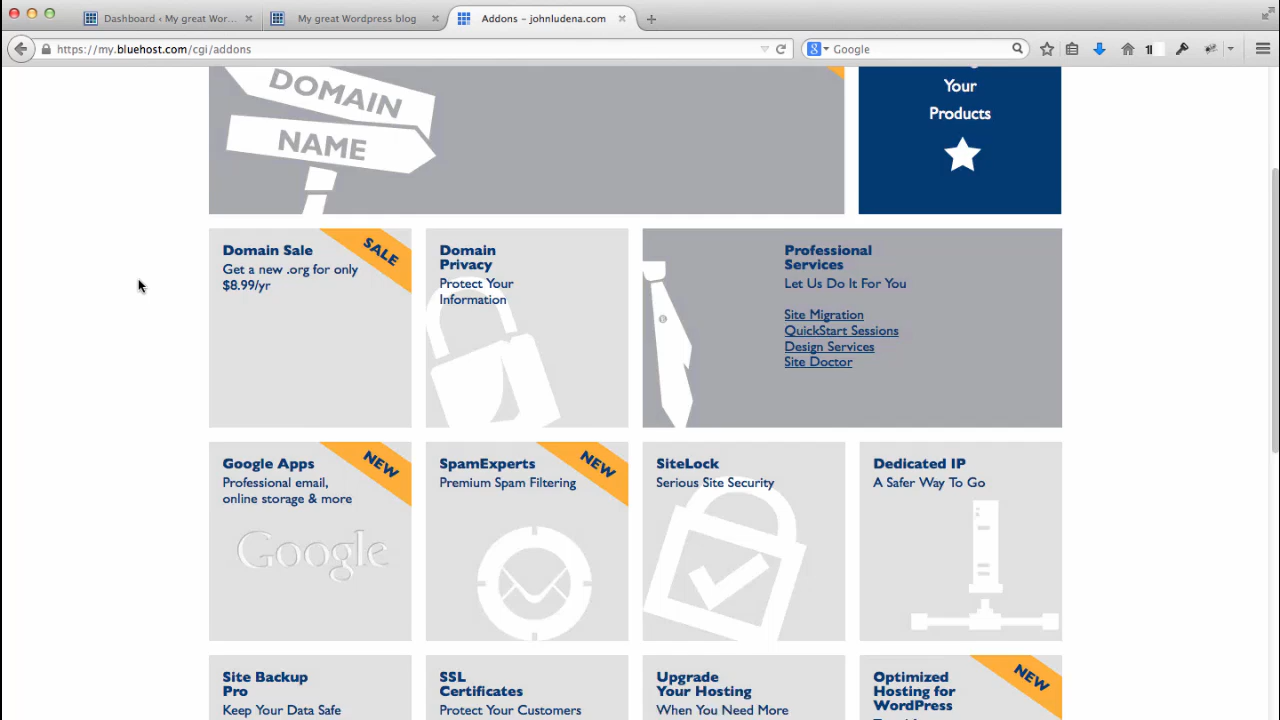 Dashboard ‹ My great Wor...
My great Wordpress blog
Addons – johnludena.com
https://my.bluehost.com/cgi/addons
Google
DOMAIN
NAME
Your
Products
Domain Sale
Get a new .org for only
$8.99/yr
SALE
Domain
Privacy
Protect Your
Information
Professional
Services
Let Us Do It For You
Site Migration
QuickStart Sessions
Design Services
Site Doctor
Google Apps
Professional email,
online storage & more
NEW
Google
SpamExperts
Premium Spam Filtering
NEW
SiteLock
Serious Site Security
Dedicated IP
A Safer Way To Go
Site Backup
Pro
Keep Your Data Safe
SSL
Certificates
Protect Your Customers
Upgrade
Your Hosting
When You Need More
Optimized
Hosting for
WordPress
NEW